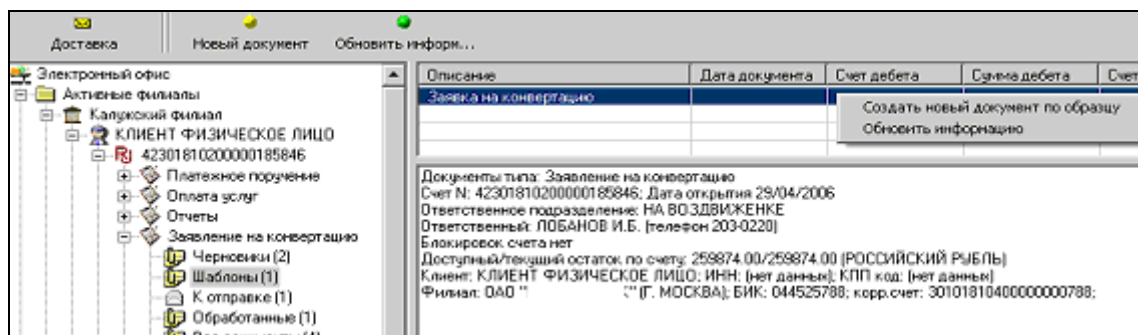 Доставка
Новый документ
Обновить информ...
Электронный офис
Активные филиалы
Калужский филиал
КЛИЕНТ ФИЗИЧЕСКОЕ ЛИЦО
42301810200000185846
Платежное поручение
Оплата услуг
Отчеты
Заявление на конвертацию
Черновики (2)
Шаблоны (1)
К отправке (1)
Обработанные (1)
Описание Дата документа Счет дебета Сумма дебета Счет
Заявка на конвертацию
Создать новый документ по образцу
Обновить информацию
Документы типа: Заявление на конвертацию
Счет N: 42301810200000185846; Дата открытия 29/04/2006
Ответственное подразделение: НА ВОЗДВИЖЕНКЕ
Ответственный: ЛОБАНОВ И.Б. (телефон 203-0220)
Блокировок счета нет
Доступный/текущий остаток по счету: 259874.00/259874.00 (РОССИЙСКИЙ РУБЛЬ)
Клиент: КЛИЕНТ ФИЗИЧЕСКОЕ ЛИЦО; ИНН: (нет данных); КПП код: (нет данных)
Филиал: ОАО " " (Г. МОСКВА); БИК: 044525788; корр.счет: 30101810400000000788;